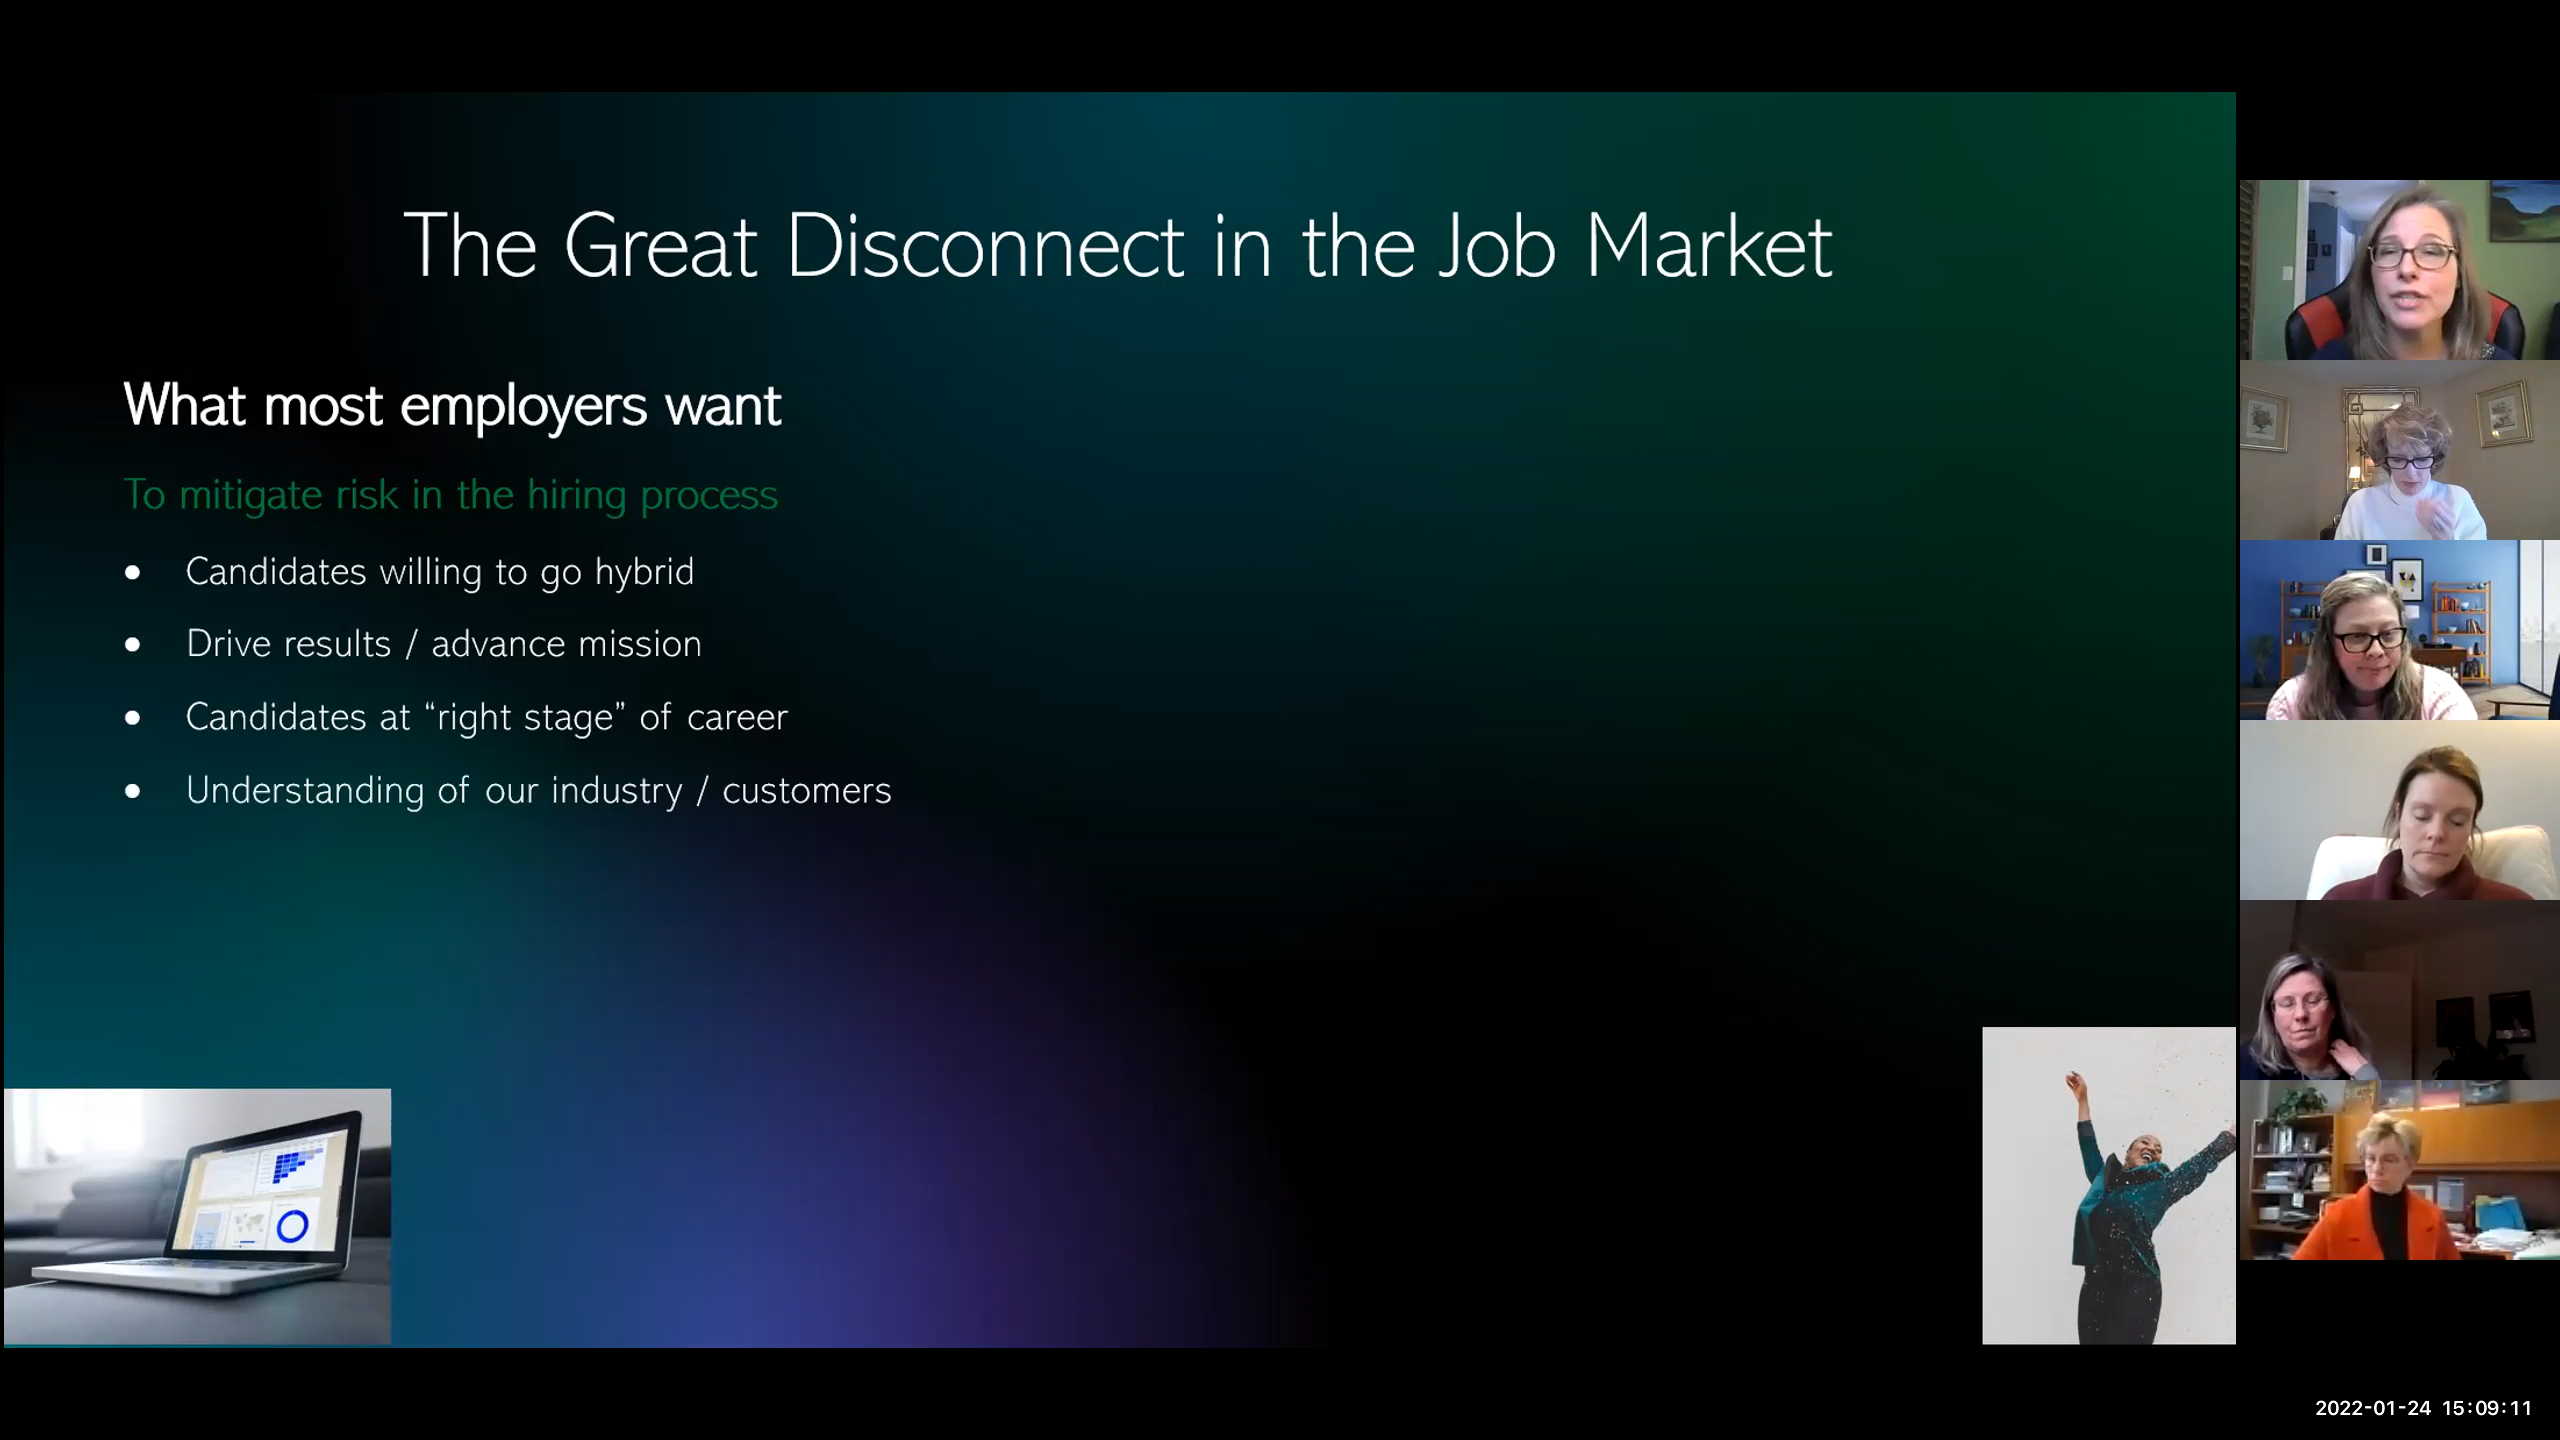 The Great Disconnect in the Job Market
What most employers want
To mitigate risk in the hiring process
• Candidates willing to go hybrid
• Drive results / advance mission
• Candidates at “right stage” of career
• Understanding of our industry / customers
2022-01-24 15:09:11